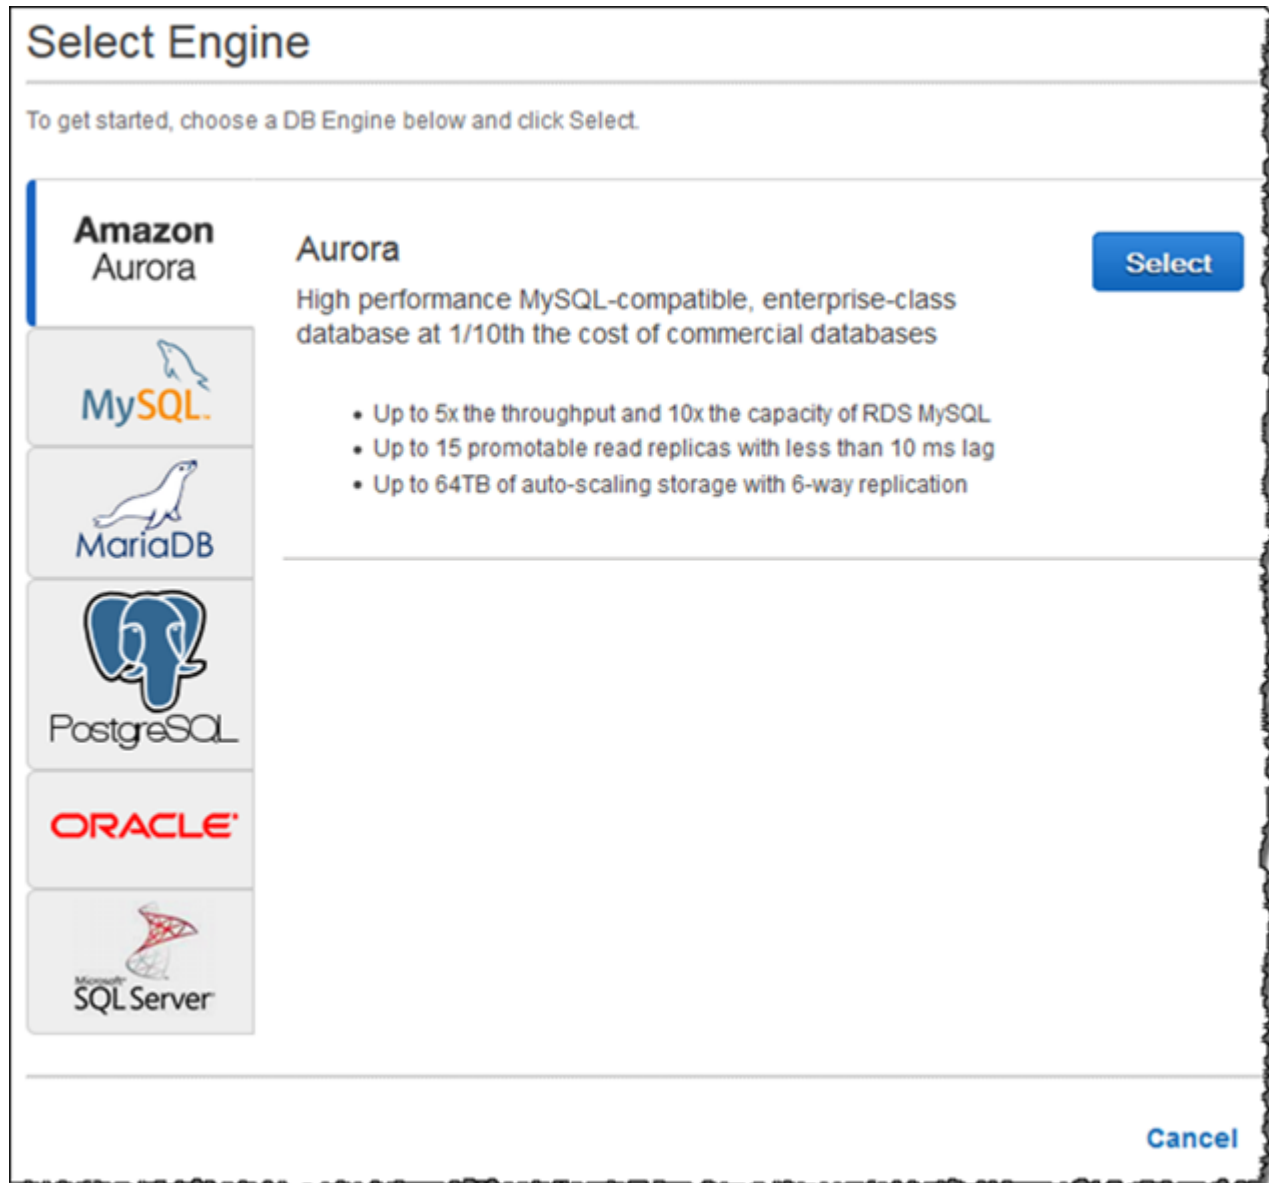 Select Engine
To get started, choose a DB Engine below and click Select.
Amazon
Aurora
Aurora
Select
High performance MySQL-compatible, enterprise-class
database at 1/10th the cost of commercial databases
• Up to 5x the throughput and 10x the capacity of RDS MySQL
• Up to 15 promotable read replicas with less than 10 ms lag
• Up to 64TB of auto-scaling storage with 6-way replication
MySQL
MariaDB
PostgreSQL
ORACLE
Microsoft
SQL Server
Cancel